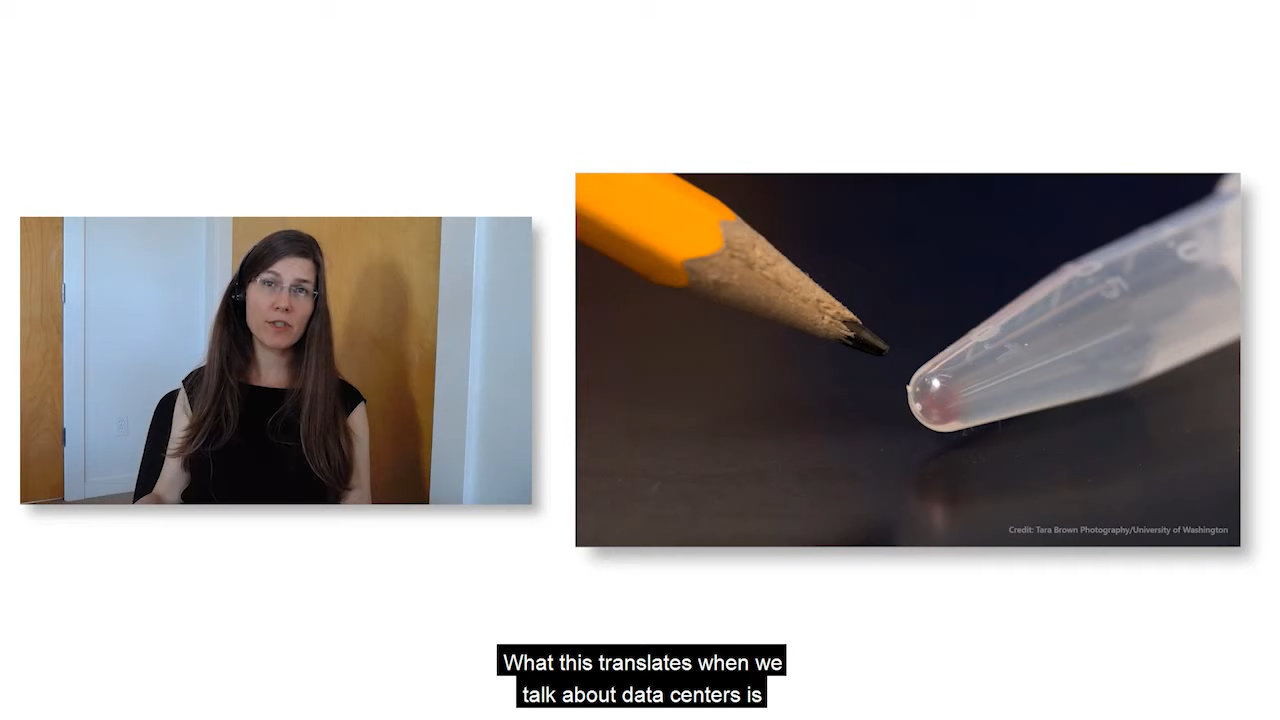 Credit: Tara Brown Photography/University of Washington
What this translates when we
talk about data centers is